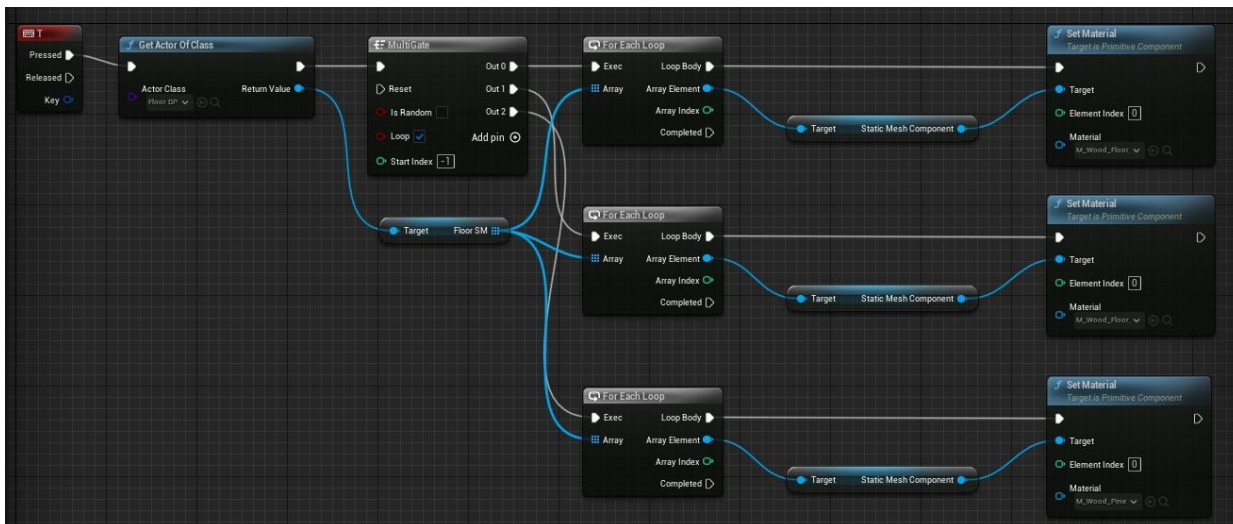 T
Pressed
Released
Key
Get Actor Of Class
Actor Class
Floor BP
Return Value
MultiGate
Out 0
Reset
Out 1
Is Random
Out 2
Loop
Add pin
Start Index -1
Target Floor SM
For Each Loop
Exec Loop Body
Array Array Element
Array Index
Completed
Target Static Mesh Component
Set Material
Target is Primitive Component
Target
Element Index 0
Material
M_Wood_Floor_
For Each Loop
Exec Loop Body
Array Array Element
Array Index
Completed
Target Static Mesh Component
Set Material
Target is Primitive Component
Target
Element Index 0
Material
M_Wood_Floor_
For Each Loop
Exec Loop Body
Array Array Element
Array Index
Completed
Target Static Mesh Component
Set Material
Target is Primitive Component
Target
Element Index 0
Material
M_Wood_Pine